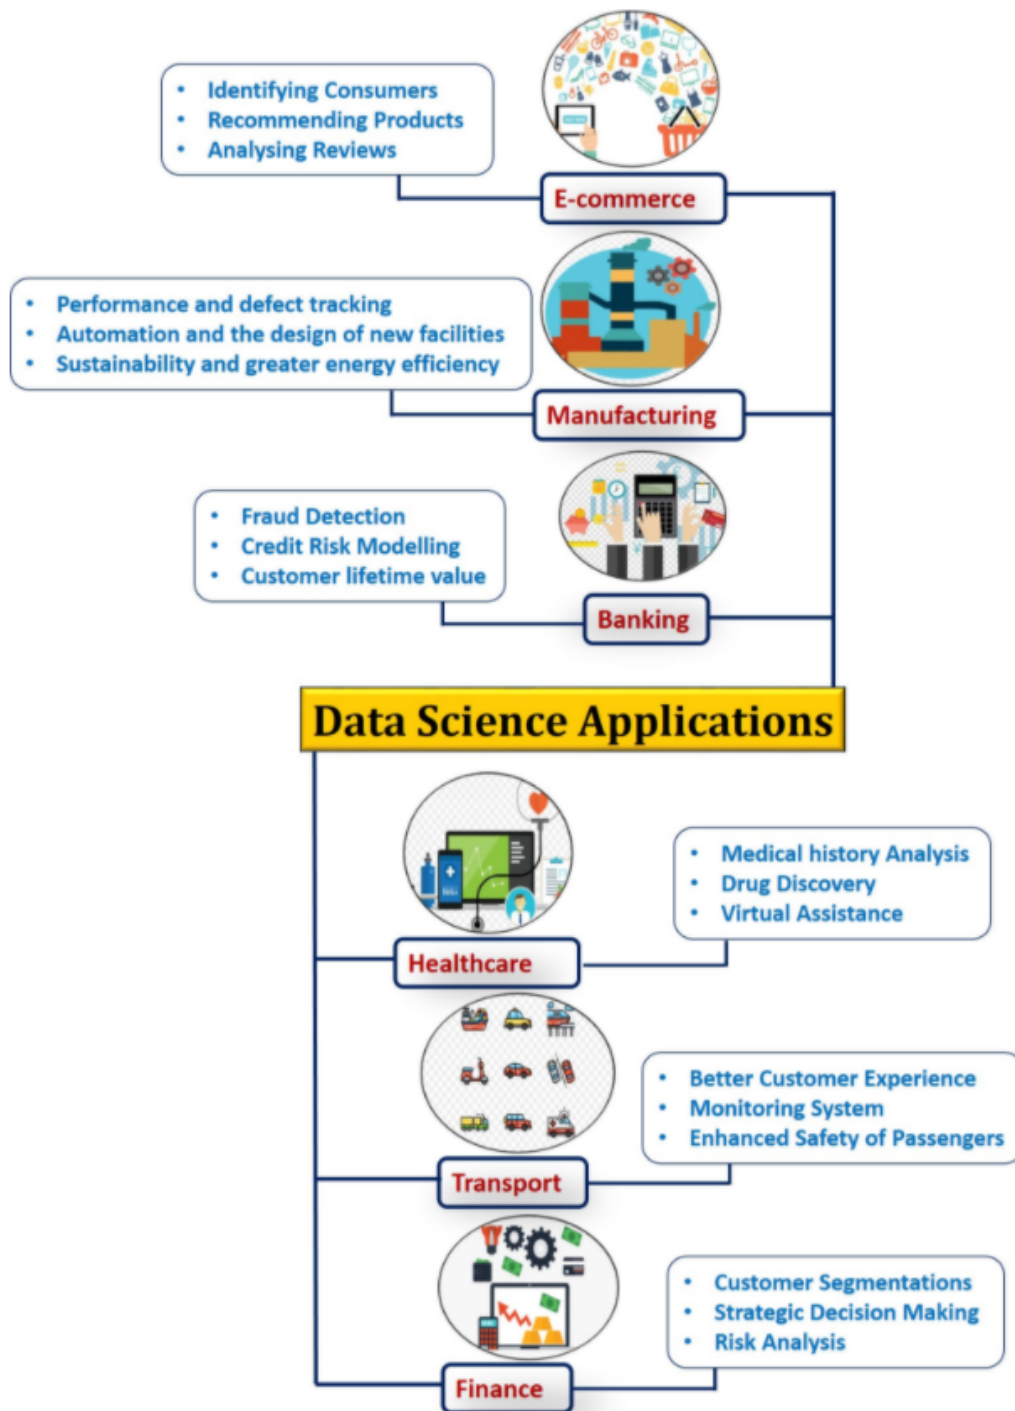 • Identifying Consumers
• Recommending Products
• Analysing Reviews
E-commerce
• Performance and defect tracking
• Automation and the design of new facilities
• Sustainability and greater energy efficiency
Manufacturing
• Fraud Detection
• Credit Risk Modelling
• Customer lifetime value
Banking
Data Science Applications
• Medical history Analysis
• Drug Discovery
• Virtual Assistance
Healthcare
• Better Customer Experience
• Monitoring System
• Enhanced Safety of Passengers
Transport
• Customer Segmentations
• Strategic Decision Making
• Risk Analysis
Finance